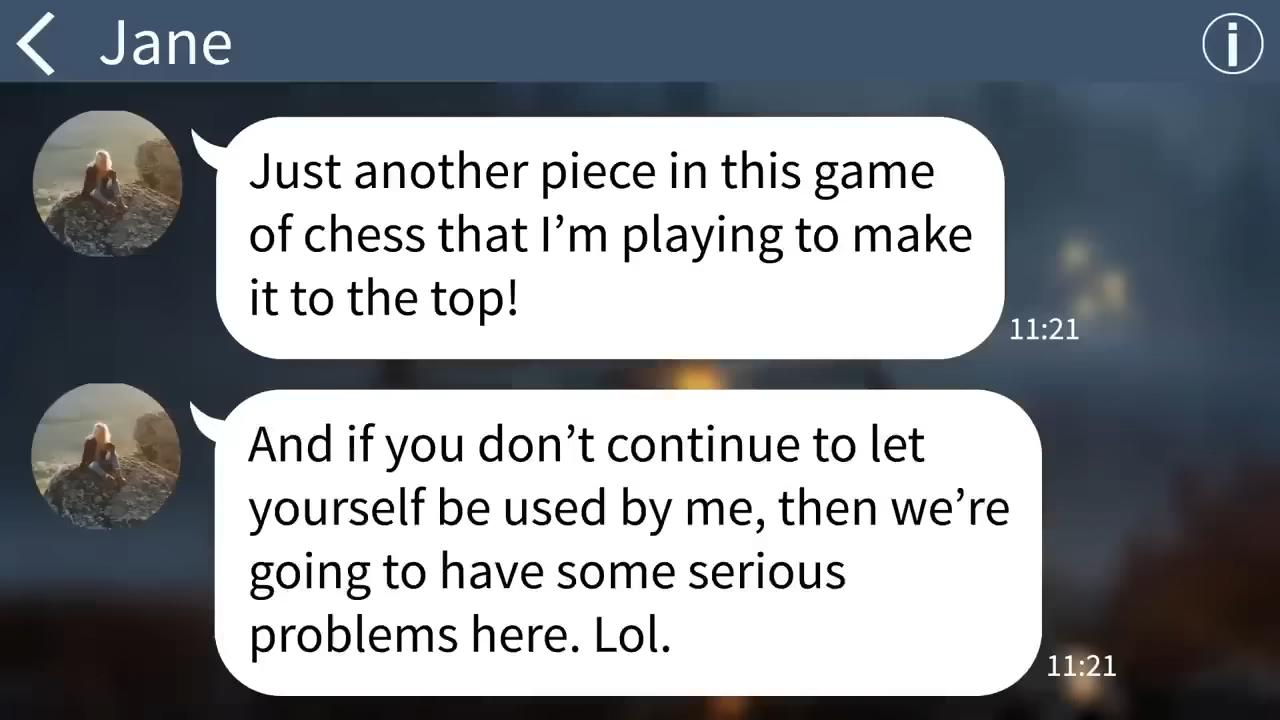 Jane
Just another piece in this game
of chess that I’m playing to make
it to the top!
11:21
And if you don’t continue to let
yourself be used by me, then we’re
going to have some serious
problems here. Lol.
11:21